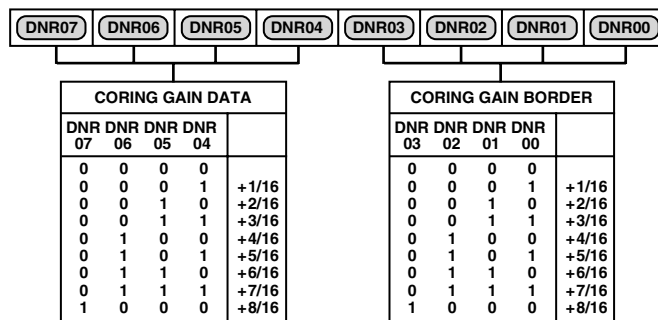 DNR07 DNR06 DNR05 DNR04 DNR03 DNR02 DNR01 DNR00
CORING GAIN DATA
DNR DNR DNR DNR
07 06 05 04
0 0 0 0
0 0 0 1 +1/16
0 0 1 0 +2/16
0 0 1 1 +3/16
0 1 0 0 +4/16
0 1 0 1 +5/16
0 1 1 0 +6/16
0 1 1 1 +7/16
1 0 0 0 +8/16
CORING GAIN BORDER
DNR DNR DNR DNR
03 02 01 00
0 0 0 0
0 0 0 1 +1/16
0 0 1 0 +2/16
0 0 1 1 +3/16
0 1 0 0 +4/16
0 1 0 1 +5/16
0 1 1 0 +6/16
0 1 1 1 +7/16
1 0 0 0 +8/16